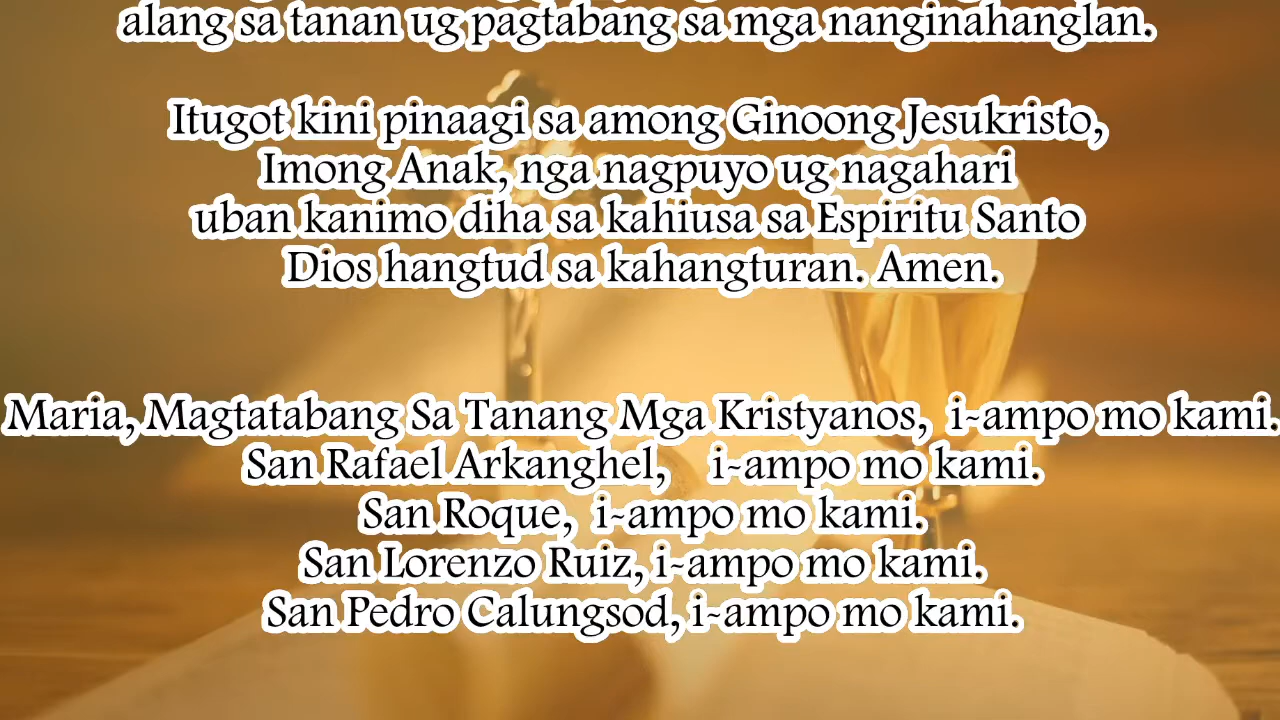 alang sa tanan ug pagtabang sa mga nanginahanglan.
Itugot kini pinaagi sa among Ginoong Jesukristo,
Imong Anak, nga nagpuyo ug nagahari
uban kanimo diha sa kahiusa sa Espiritu Santo
Dios hangtud sa kahangturan. Amen.
Maria, Magtatabang Sa Tanang Mga Kristyanos, i-ampo mo kami.
San Rafael Arkanghel, i-ampo mo kami.
San Roque, i-ampo mo kami.
San Lorenzo Ruiz, i-ampo mo kami.
San Pedro Calungsod, i-ampo mo kami.